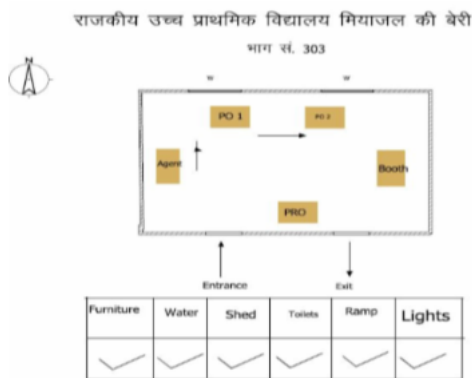 राजकीय उच्च प्राथमिक विद्यालय मियाजल की बेरी
भाग सं. 303
N
W W
PO 1 PO 2
Agent
Booth
PRO
Entrance Exit
Furniture Water Shed Toilets Ramp Lights